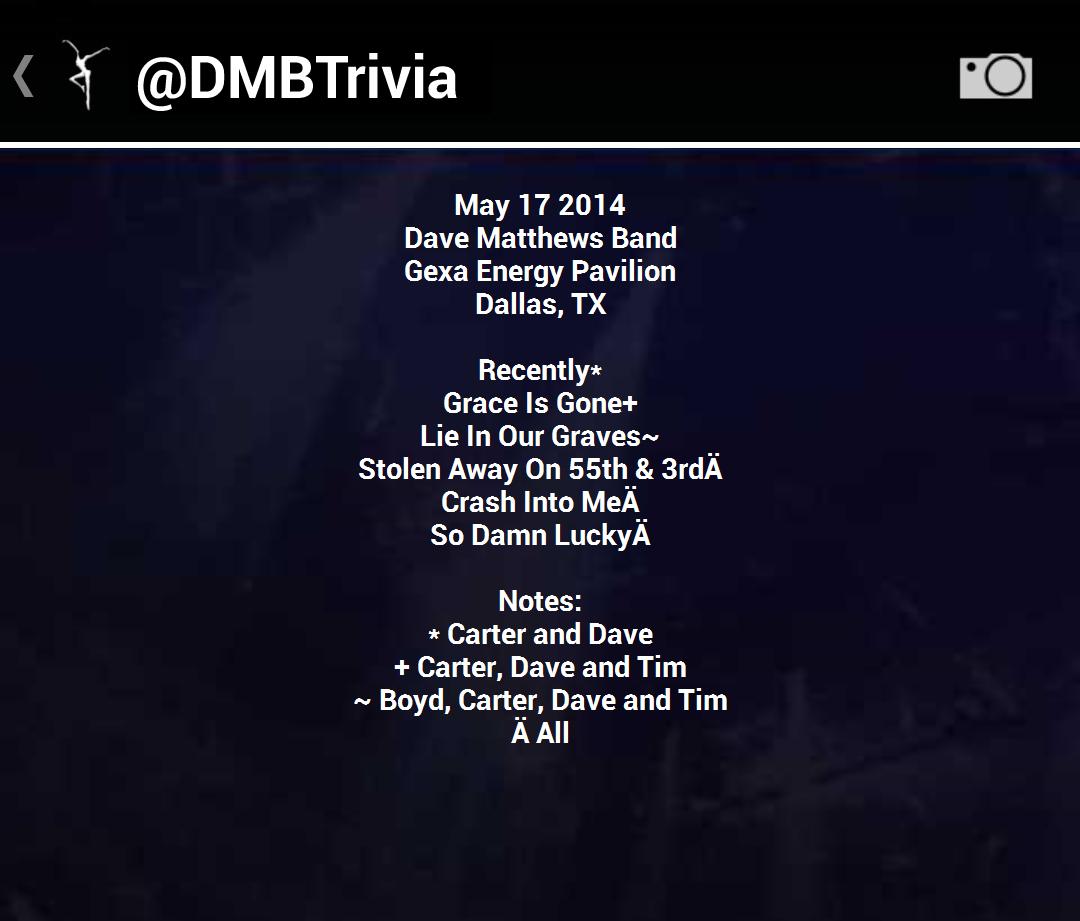 @DMBTrivia
May 17 2014
Dave Matthews Band
Gexa Energy Pavilion
Dallas, TX
Recently*
Grace Is Gone+
Lie In Our Graves~
Stolen Away On 55th & 3rdÄ
Crash Into MeÄ
So Damn LuckyÄ
Notes:
* Carter and Dave
+ Carter, Dave and Tim
~ Boyd, Carter, Dave and Tim
Ä All